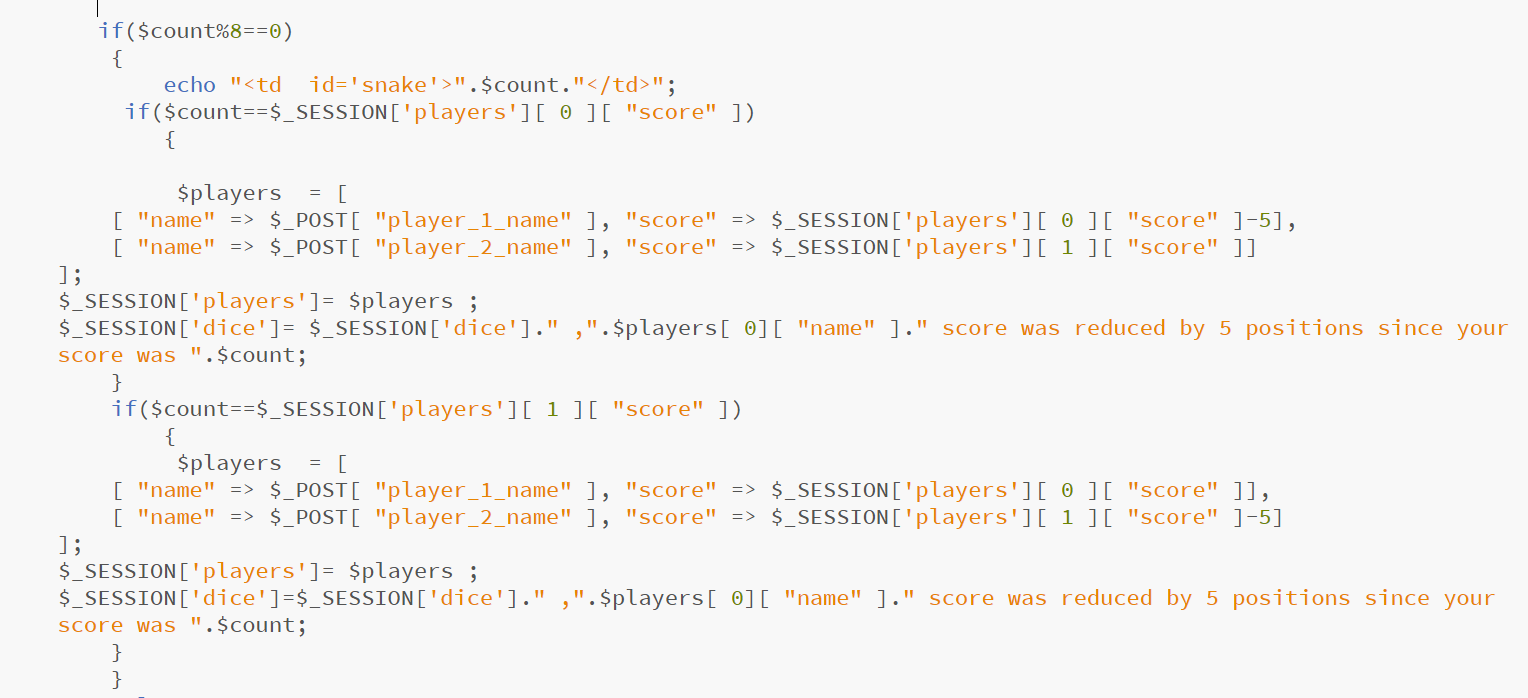 if($count%8==0)
{
echo "<td  id='snake'>".$count."</td>";
if($count==$_SESSION['players'][ 0 ][ "score" ])
{
$players  = [
[ "name" => $_POST[ "player_1_name" ], "score" => $_SESSION['players'][ 0 ][ "score" ]-5],
[ "name" => $_POST[ "player_2_name" ], "score" => $_SESSION['players'][ 1 ][ "score" ]]
];
$_SESSION['players']= $players ;
$_SESSION['dice']= $_SESSION['dice']." ,".$players[ 0][ "name" ]." score was reduced by 5 positions since your
score was ".$count;
}
if($count==$_SESSION['players'][ 1 ][ "score" ])
{
$players  = [
[ "name" => $_POST[ "player_1_name" ], "score" => $_SESSION['players'][ 0 ][ "score" ]],
[ "name" => $_POST[ "player_2_name" ], "score" => $_SESSION['players'][ 1 ][ "score" ]-5]
];
$_SESSION['players']= $players ;
$_SESSION['dice']=$_SESSION['dice']." ,".$players[ 0][ "name" ]." score was reduced by 5 positions since your
score was ".$count;
}
}